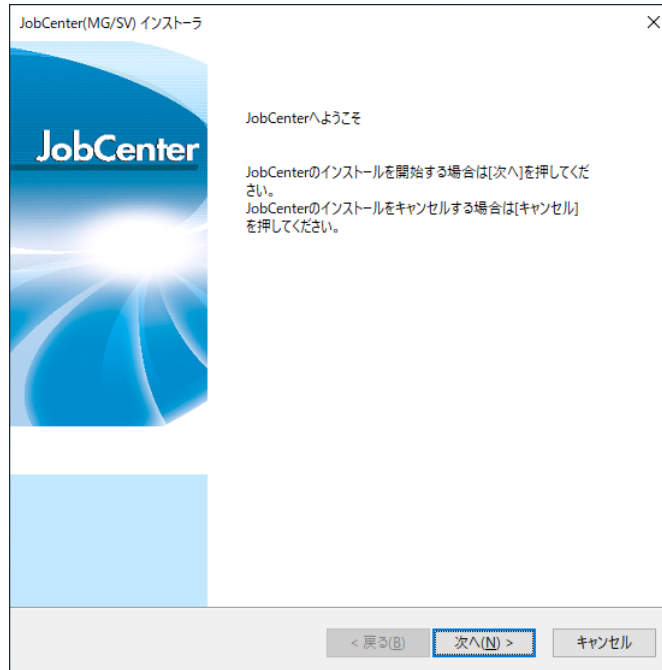 JobCenter(MG/SV) インストーラ
JobCenter
JobCenterへようこそ
JobCenterのインストールを開始する場合は[次へ]を押してくだ
さい。
JobCenterのインストールをキャンセルする場合は[キャンセル]
を押してください。
< 戻る(B)
次へ(N) >
キャンセル